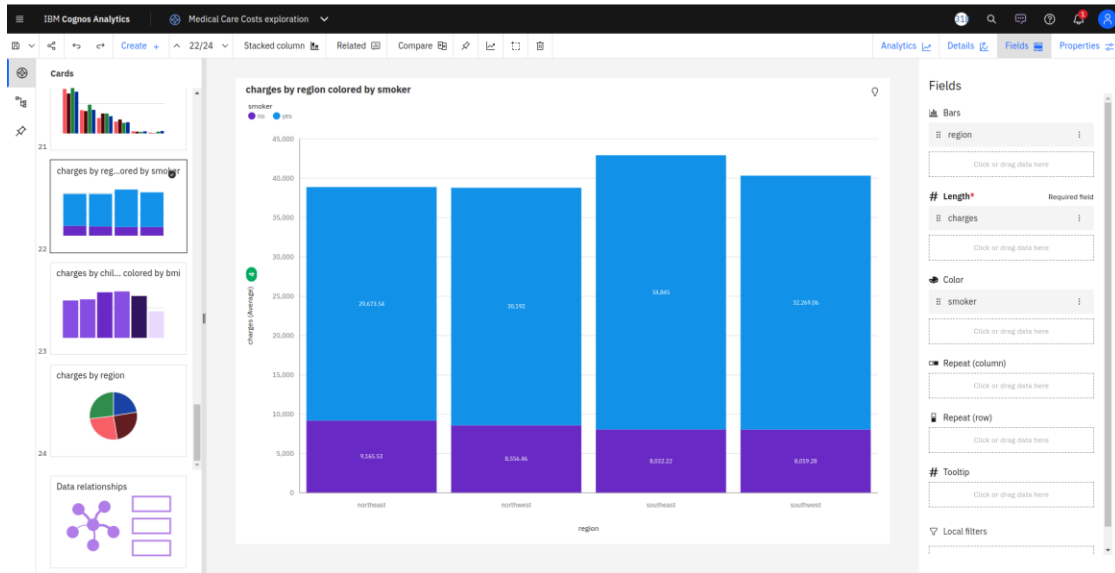 IBM Cognos Analytics
Medical Care Costs exploration
Create +
22/24
Stacked column
Related
Compare
Analytics
Details
Fields
Properties
Cards
21
charges by reg...ored by smoker
22
charges by chil... colored by bmi
23
charges by region
24
Data relationships
charges by region colored by smoker
smoker
no yes
45,000
40,000
35,000
30,000
25,000
20,000
15,000
10,000
5,000
0
charges (Average)
4
29,673.54
30,192
34,845
32,269.06
9,165.53
8,556.46
8,032.22
8,019.28
northeast
northwest
southeast
southwest
region
Fields
Bars
region
Click or drag data here
# Length* Required field
charges
Click or drag data here
Color
smoker
Click or drag data here
Repeat (column)
Click or drag data here
Repeat (row)
Click or drag data here
# Tooltip
Click or drag data here
Local filters